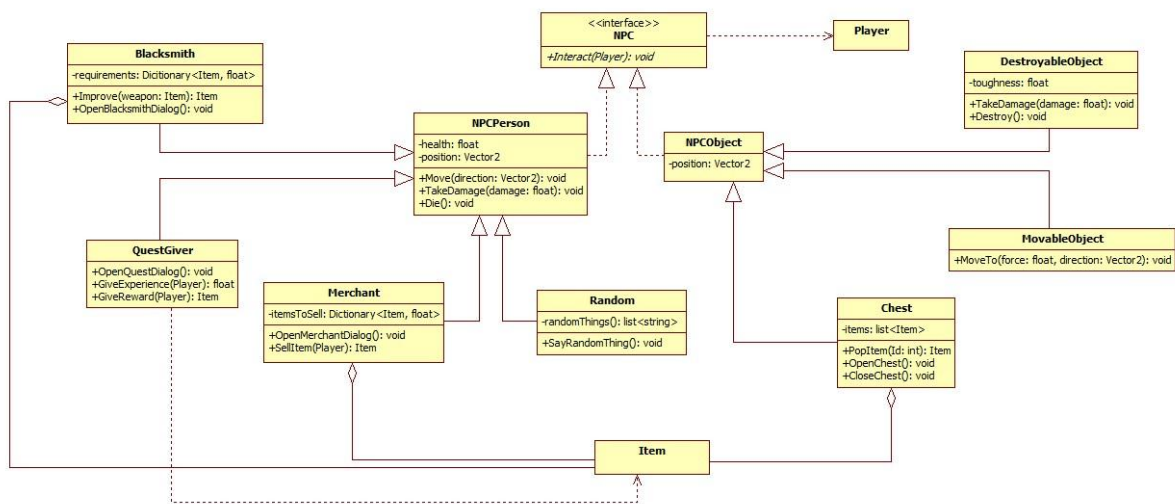 <<interface>>
NPC
+Interact(Player): void
Player
Blacksmith
-requirements: Dicitionary<Item, float>
+Improve(weapon: Item): Item
+OpenBlacksmithDialog(): void
DestroyableObject
-toughness: float
+TakeDamage(damage: float): void
+Destroy(): void
NPCPerson
-health: float
-position: Vector2
+Move(direction: Vector2): void
+TakeDamage(damage: float): void
+Die(): void
NPCObject
-position: Vector2
QuestGiver
+OpenQuestDialog(): void
+GiveExperience(Player): float
+GiveReward(Player): Item
MovableObject
+MoveTo(force: float, direction: Vector2): void
Merchant
-itemsToSell: Dictionary<Item, float>
+OpenMerchantDialog(): void
+SellItem(Player): Item
Random
-randomThings(): list<string>
+SayRandomThing(): void
Chest
-items: list<Item>
+PopItem(Id: int): Item
+OpenChest(): void
+CloseChest(): void
Item